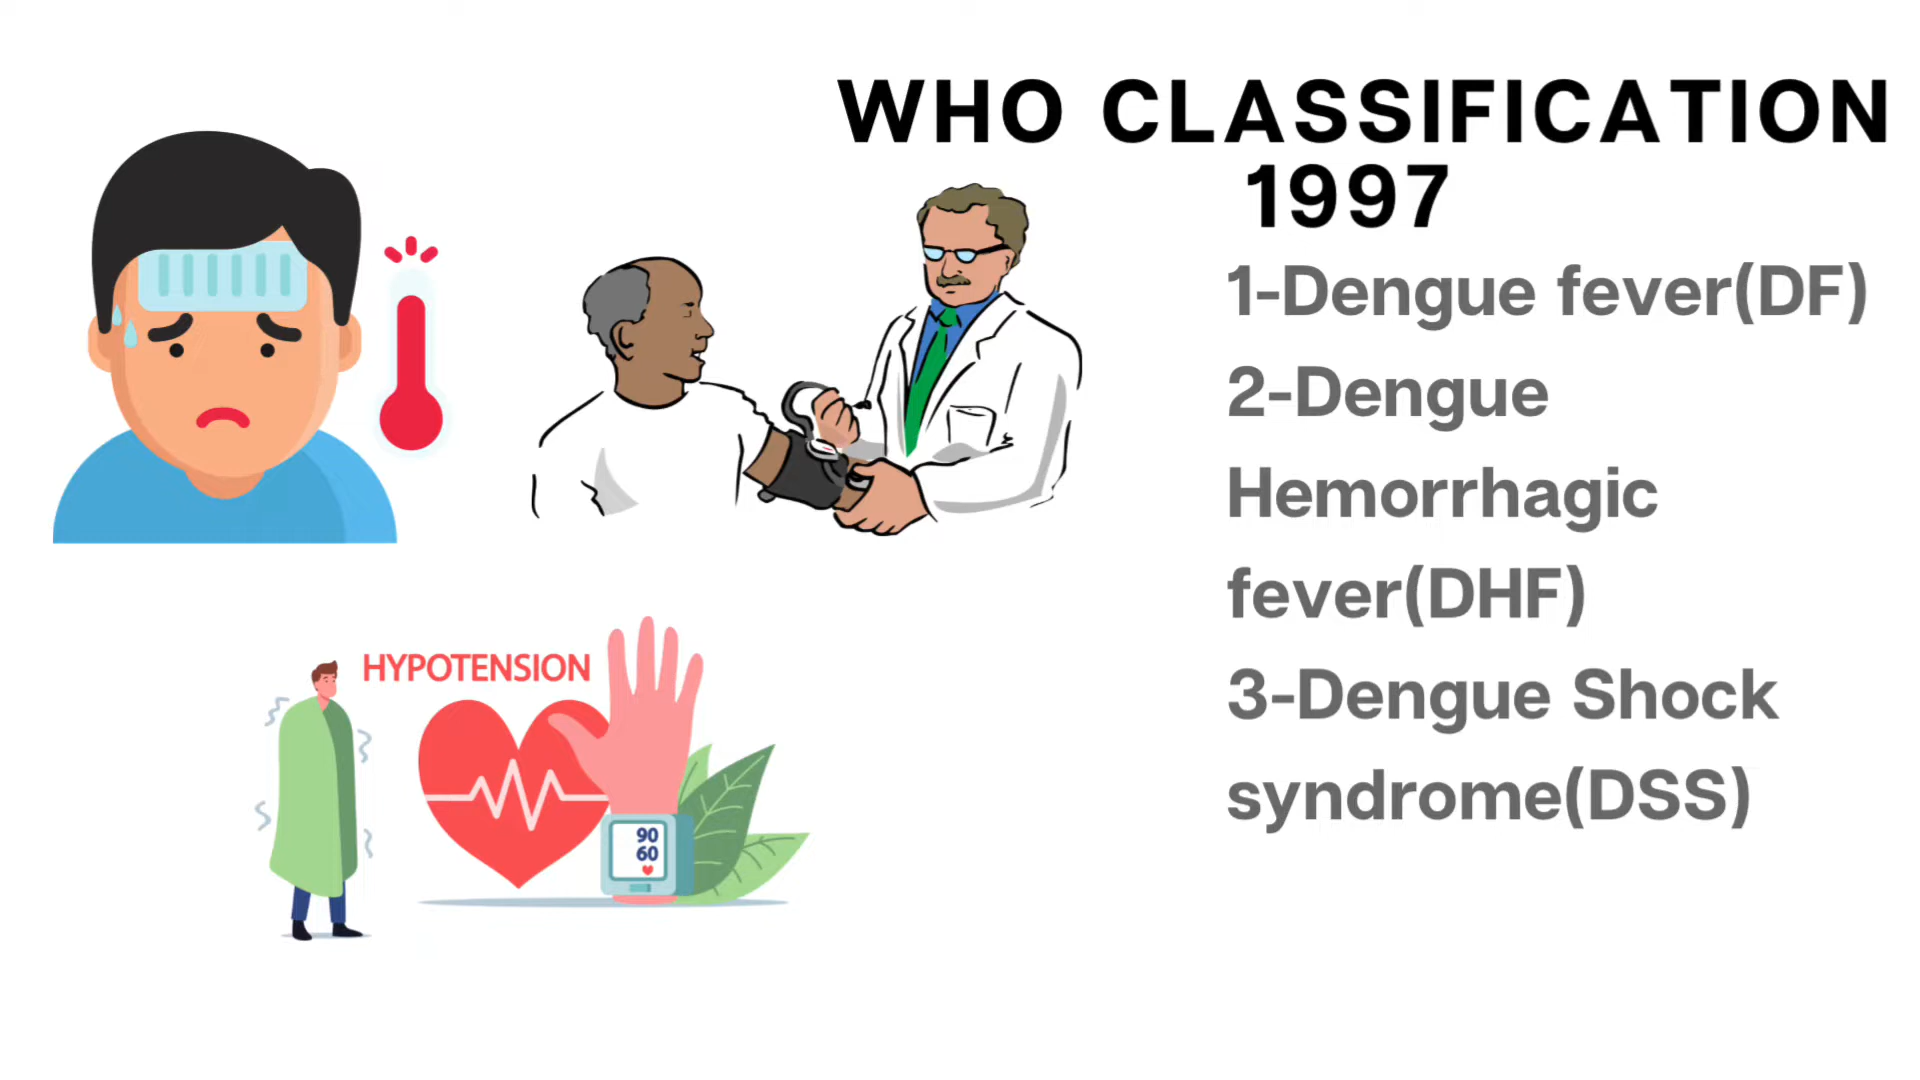 WHO CLASSIFICATION
1997
1-Dengue fever(DF)
2-Dengue
Hemorrhagic
fever(DHF)
3-Dengue Shock
syndrome(DSS)
HYPOTENSION
90
60